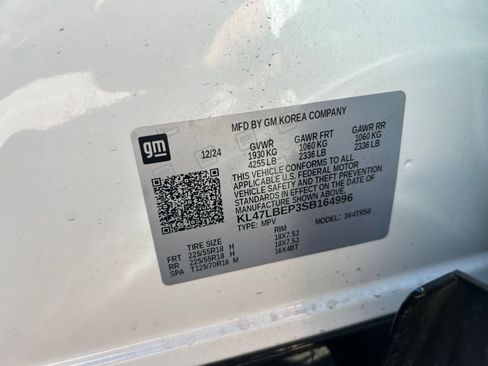 MFD BY GM KOREA COMPANY
gm
12/24 GVWR GAWR FRT GAWR RR
1930 KG 1060 KG 1060 KG
4255 LB 2336 LB 2336 LB
THIS VEHICLE CONFORMS TO ALL
APPLICABLE U.S. FEDERAL MOTOR
VEHICLE SAFETY AND THEFT PREVENTION
STANDARDS IN EFFECT ON THE DATE OF
MANUFACTURE SHOWN ABOVE.
KL47LBEP3SB164996
TYPE: MPV MODEL: 364TR58
TIRE SIZE RIM
FRT 225/55R18 H 18X7.5J
RR 225/55R18 H 18X7.5J
SPA T125/70R16 M 16X4BT